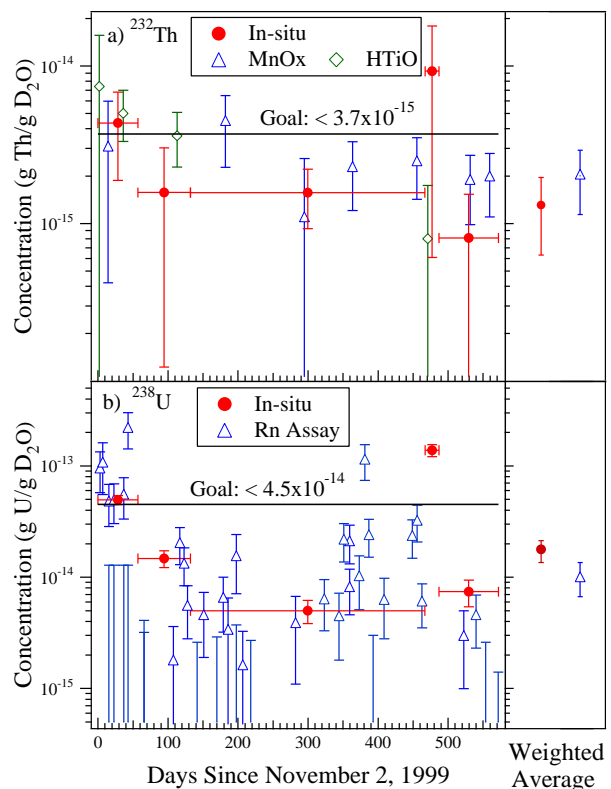 a) ²³²Th
In-situ
MnOx HTiO
Goal: < 3.7x10⁻¹⁵
10⁻¹⁴
10⁻¹⁵
Concentration (g Th/g D₂O)
b) ²³⁸U
In-situ
Rn Assay
Goal: < 4.5x10⁻¹⁴
10⁻¹³
10⁻¹⁴
10⁻¹⁵
Concentration (g U/g D₂O)
0 100 200 300 400 500
Days Since November 2, 1999
Weighted
Average